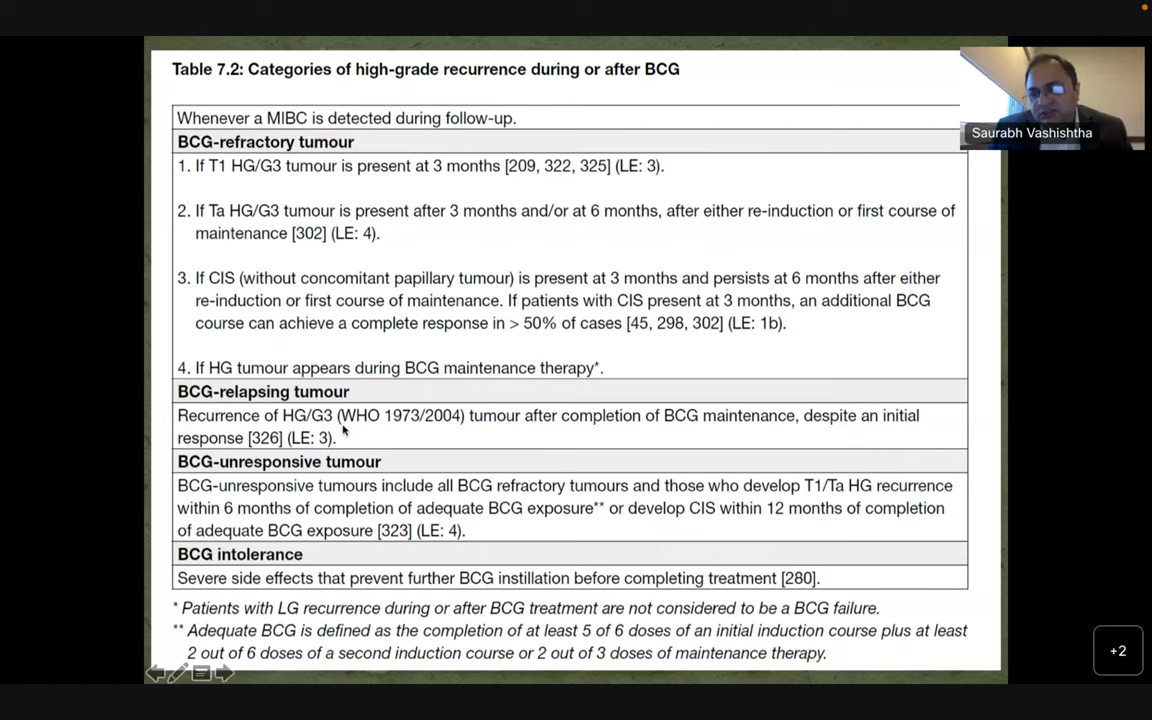 Table 7.2: Categories of high-grade recurrence during or after BCG
Saurabh Vashishtha
Whenever a MIBC is detected during follow-up.
BCG-refractory tumour
1. If T1 HG/G3 tumour is present at 3 months [209, 322, 325] (LE: 3).
2. If Ta HG/G3 tumour is present after 3 months and/or at 6 months, after either re-induction or first course of
maintenance [302] (LE: 4).
3. If CIS (without concomitant papillary tumour) is present at 3 months and persists at 6 months after either
re-induction or first course of maintenance. If patients with CIS present at 3 months, an additional BCG
course can achieve a complete response in > 50% of cases [45, 298, 302] (LE: 1b).
4. If HG tumour appears during BCG maintenance therapy*.
BCG-relapsing tumour
Recurrence of HG/G3 (WHO 1973/2004) tumour after completion of BCG maintenance, despite an initial
response [326] (LE: 3).
BCG-unresponsive tumour
BCG-unresponsive tumours include all BCG refractory tumours and those who develop T1/Ta HG recurrence
within 6 months of completion of adequate BCG exposure** or develop CIS within 12 months of completion
of adequate BCG exposure [323] (LE: 4).
BCG intolerance
Severe side effects that prevent further BCG instillation before completing treatment [280].
* Patients with LG recurrence during or after BCG treatment are not considered to be a BCG failure.
** Adequate BCG is defined as the completion of at least 5 of 6 doses of an initial induction course plus at least
2 out of 6 doses of a second induction course or 2 out of 3 doses of maintenance therapy.
+2